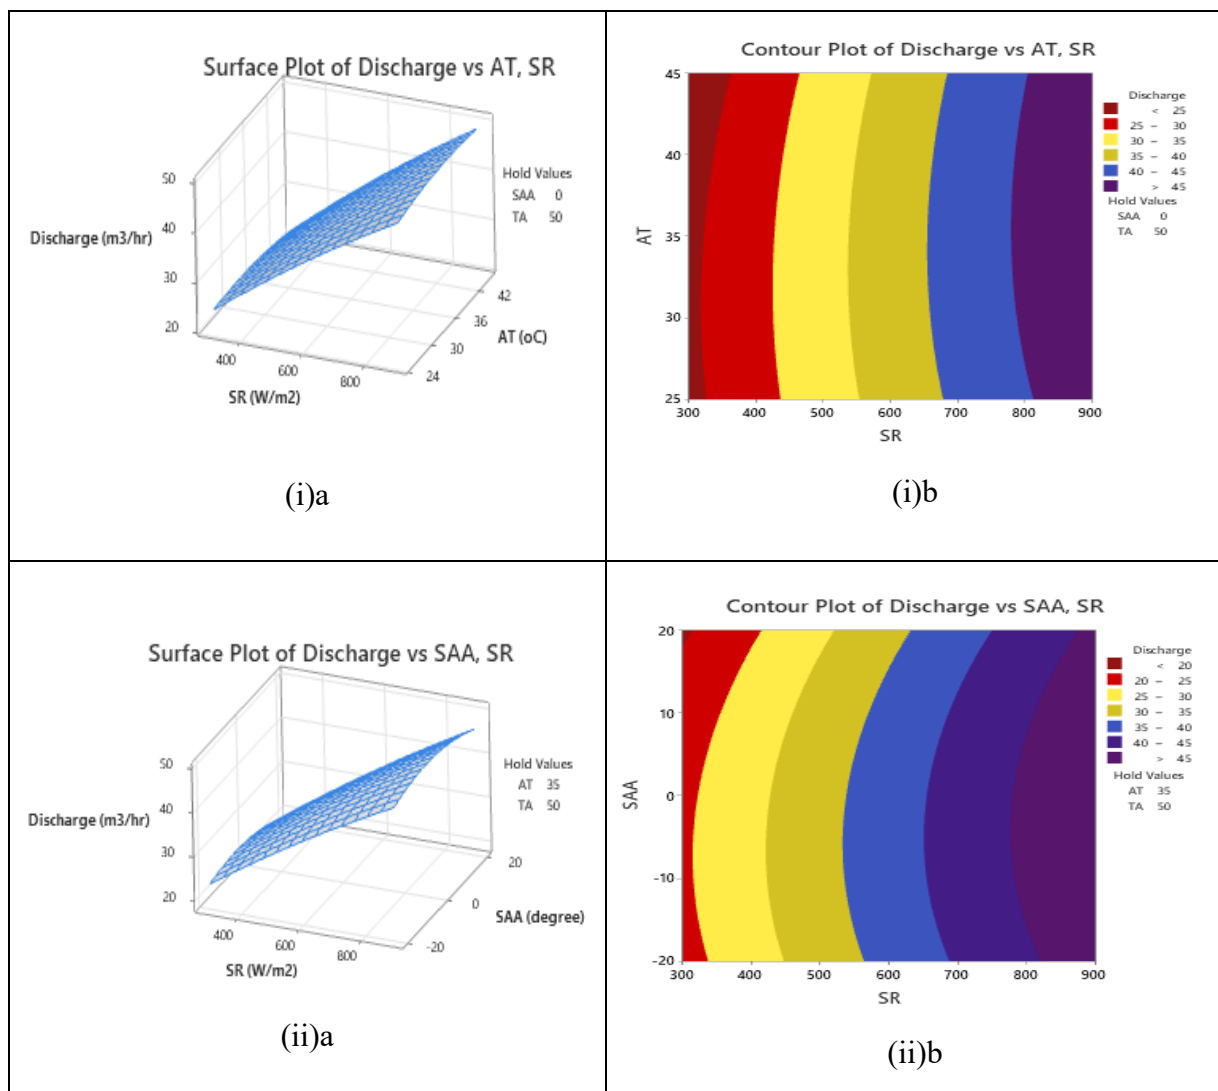 Surface Plot of Discharge vs AT, SR
50
40
30
20
Discharge (m3/hr)
Hold Values
SAA 0
TA 50
42
36
30
24
AT (oC)
400
600
800
SR (W/m2)
(i)a
Contour Plot of Discharge vs AT, SR
45
40
35
30
25
AT
300 400 500 600 700 800 900
SR
Discharge
< 25
25 – 30
30 – 35
35 – 40
40 – 45
> 45
Hold Values
SAA 0
TA 50
(i)b
Surface Plot of Discharge vs SAA, SR
50
40
30
20
Discharge (m3/hr)
Hold Values
AT 35
TA 50
20
0
-20
SAA (degree)
400
600
800
SR (W/m2)
(ii)a
Contour Plot of Discharge vs SAA, SR
20
10
0
-10
-20
SAA
300 400 500 600 700 800 900
SR
Discharge
< 20
20 – 25
25 – 30
30 – 35
35 – 40
40 – 45
> 45
Hold Values
AT 35
TA 50
(ii)b